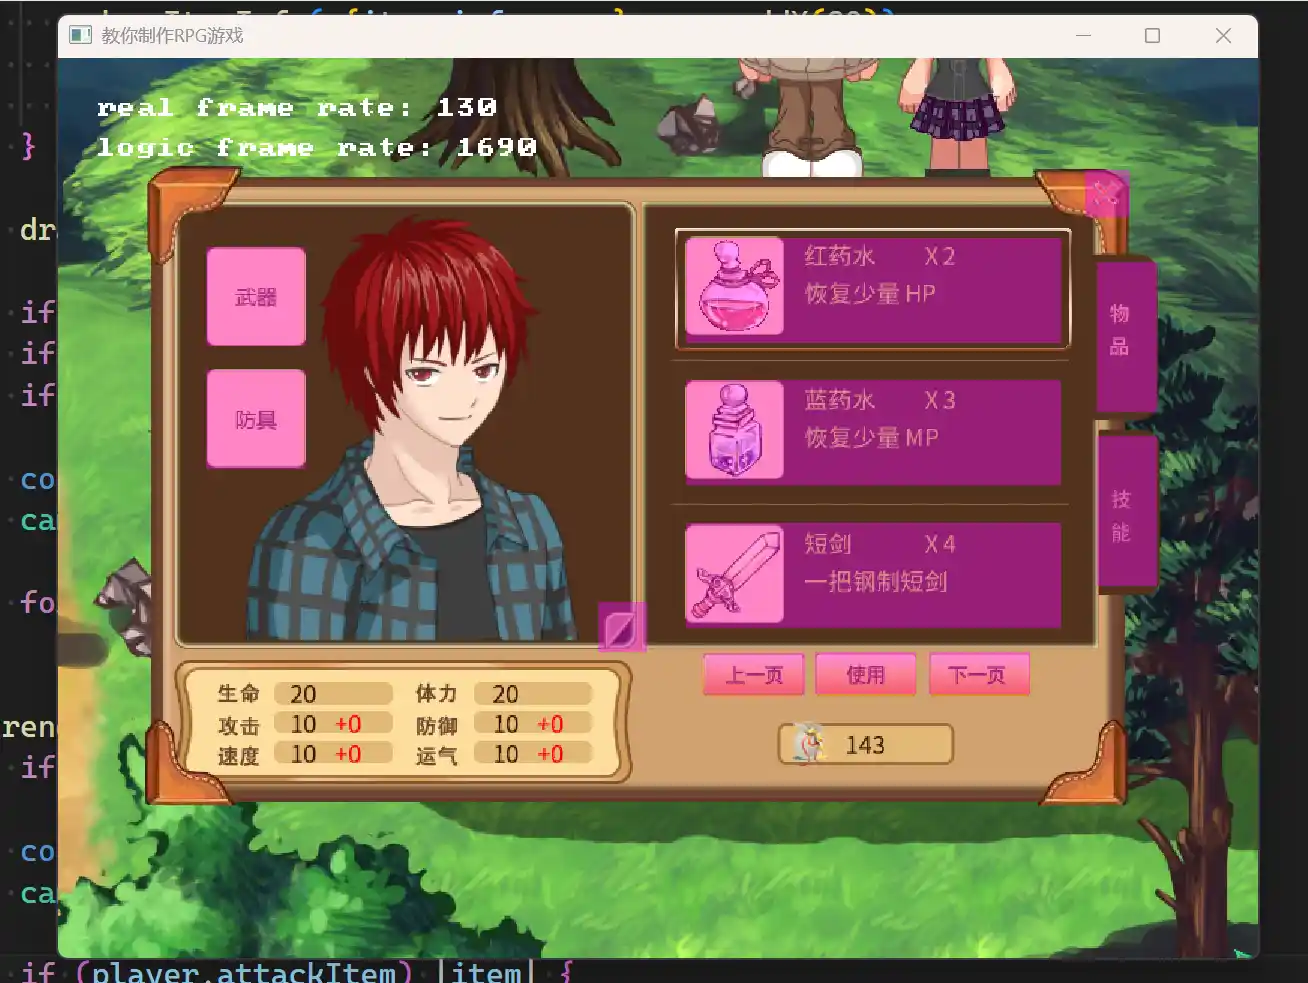 教你制作RPG游戏
real frame rate: 130
logic frame rate: 1690
}
dr
if
if
if
co
ca
fo
ren
if
co
ca
武器
防具
红药水 X2
恢复少量HP
蓝药水 X3
恢复少量MP
短剑 X4
一把钢制短剑
物品
技能
上一页 使用 下一页
生命 20 体力 20
攻击 10 +0 防御 10 +0
速度 10 +0 运气 10 +0
143
if (player.attackItem) |item| {